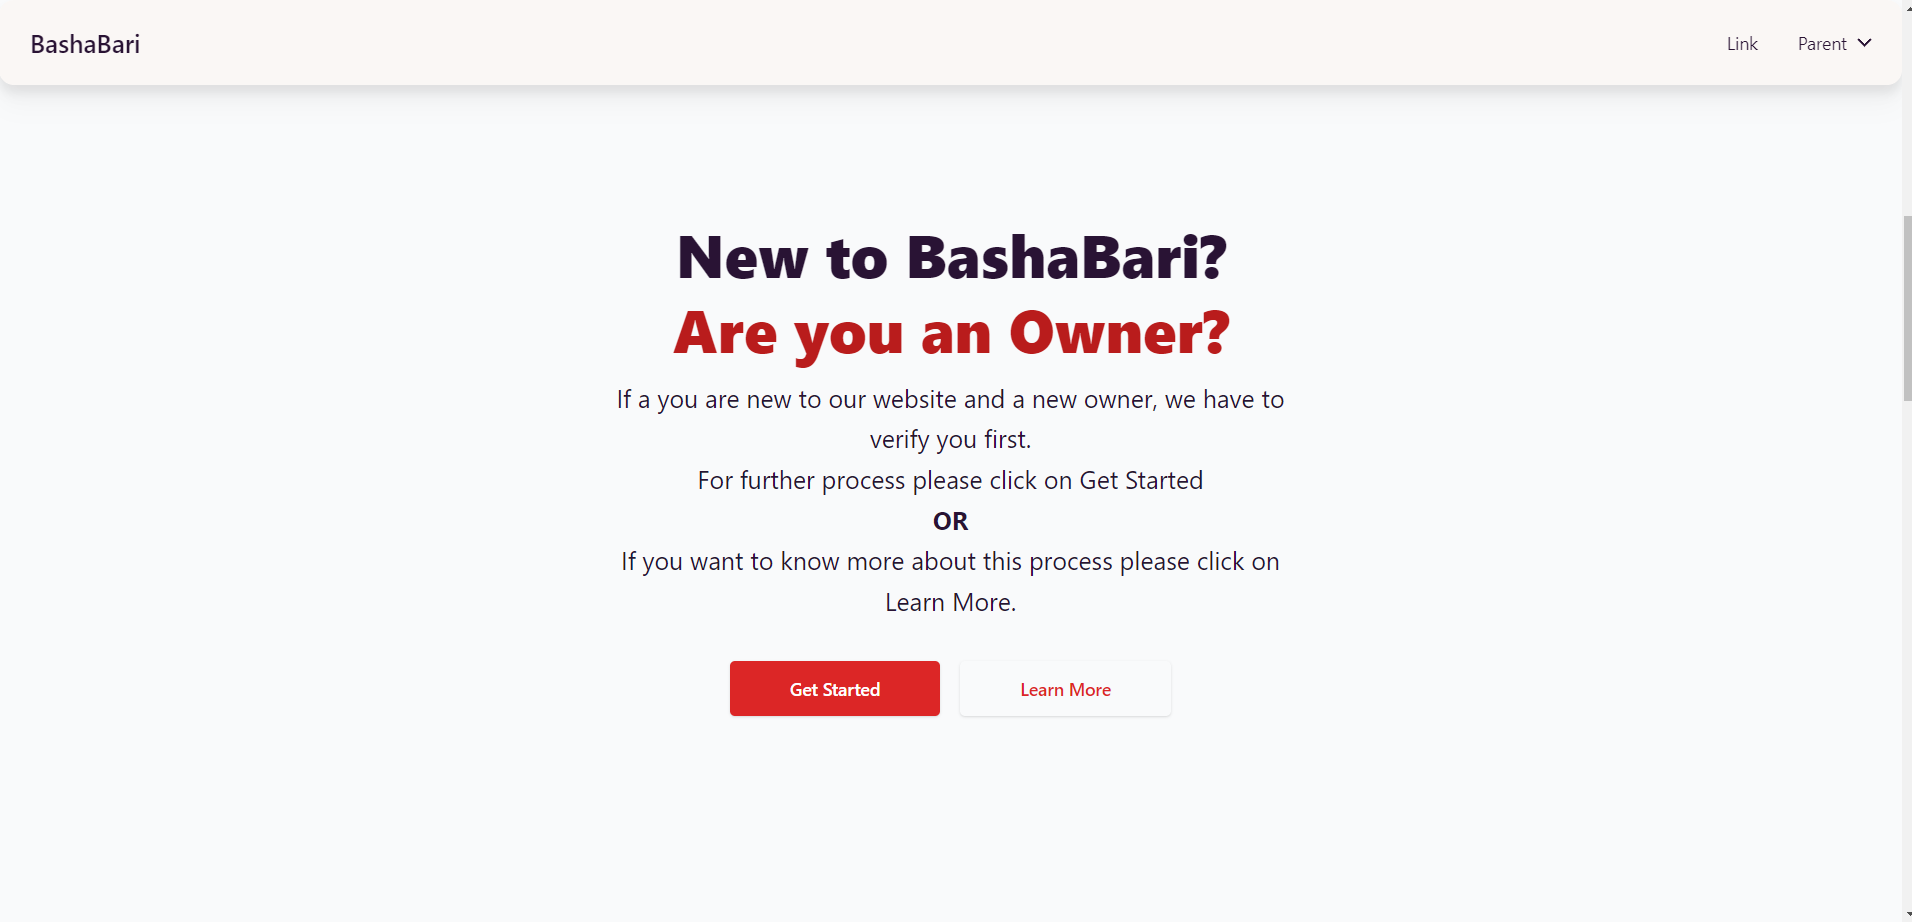 BashaBari
Link
Parent
New to BashaBari?
Are you an Owner?
If a you are new to our website and a new owner, we have to
verify you first.
For further process please click on Get Started
OR
If you want to know more about this process please click on
Learn More.
Get Started
Learn More